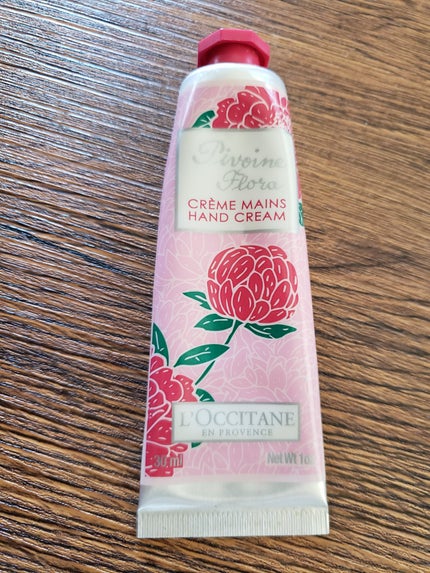 Pivoine
Flora
CRÈME MAINS
HAND CREAM
L'OCCITANE
EN PROVENCE
30 ml
Net Wt 1